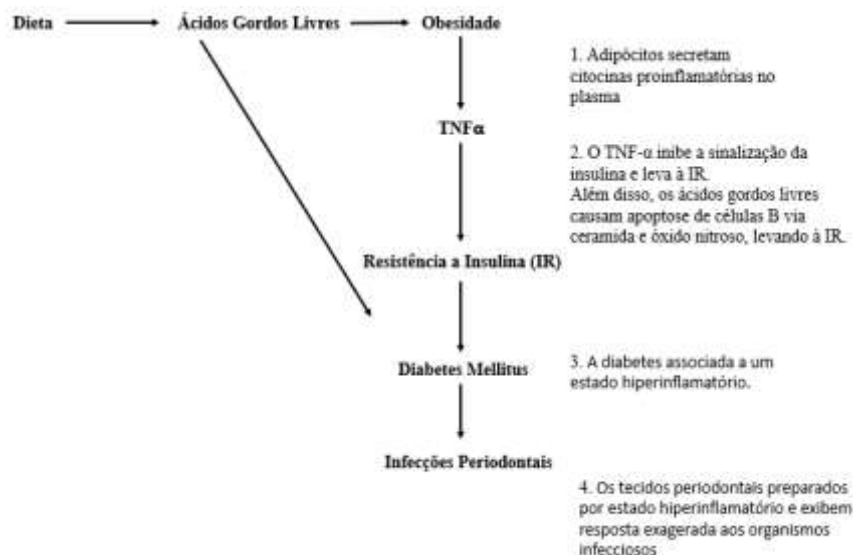 Dieta Ácidos Gordos Livres Obesidade
1. Adipócitos secretam
citocinas proinflamatórias no
plasma
TNFα
2. O TNF-α inibe a sinalização da
insulina e leva à IR.
Além disso, os ácidos gordos livres
causam apoptose de células B via
ceramida e óxido nitroso, levando à IR.
Resistência a Insulina (IR)
Diabetes Mellitus
3. A diabetes associada a um
estado hiperinflamatório.
Infecções Periodontais
4. Os tecidos periodontais preparados
por estado hiperinflamatório e exibem
resposta exagerada aos organismos
infecciosos